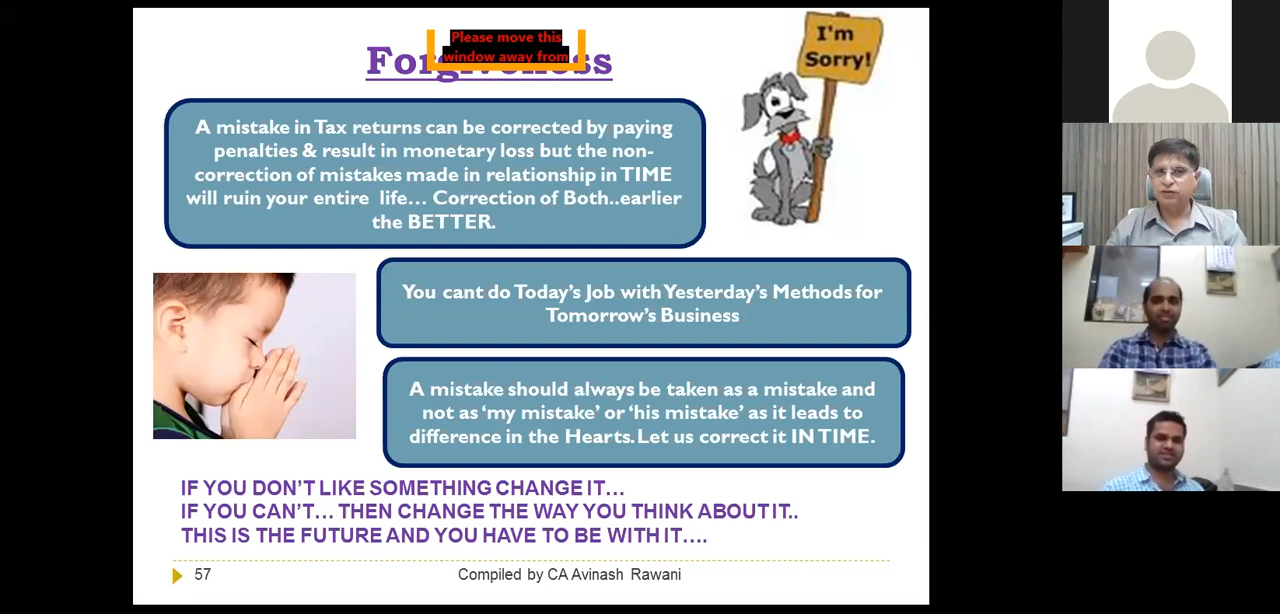 Please move this
window away from
Forgiveness
I'm
Sorry!
A mistake in Tax returns can be corrected by paying
penalties & result in monetary loss but the non-
correction of mistakes made in relationship in TIME
will ruin your entire life... Correction of Both..earlier
the BETTER.
You cant do Today's Job with Yesterday's Methods for
Tomorrow's Business
A mistake should always be taken as a mistake and
not as 'my mistake' or 'his mistake' as it leads to
difference in the Hearts. Let us correct it IN TIME.
IF YOU DON'T LIKE SOMETHING CHANGE IT...
IF YOU CAN'T... THEN CHANGE THE WAY YOU THINK ABOUT IT..
THIS IS THE FUTURE AND YOU HAVE TO BE WITH IT....
57
Compiled by CA Avinash Rawani